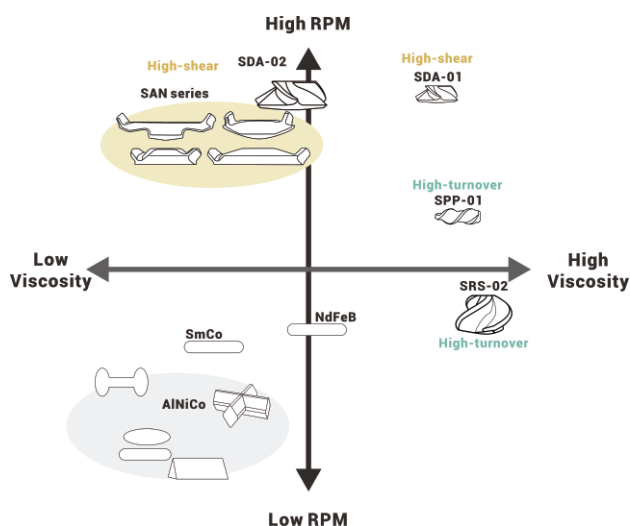 High RPM
High-shear
SDA-02
High-shear
SDA-01
SAN series
High-turnover
SPP-01
Low
Viscosity
High
Viscosity
SRS-02
High-turnover
NdFeB
SmCo
AlNiCo
Low RPM